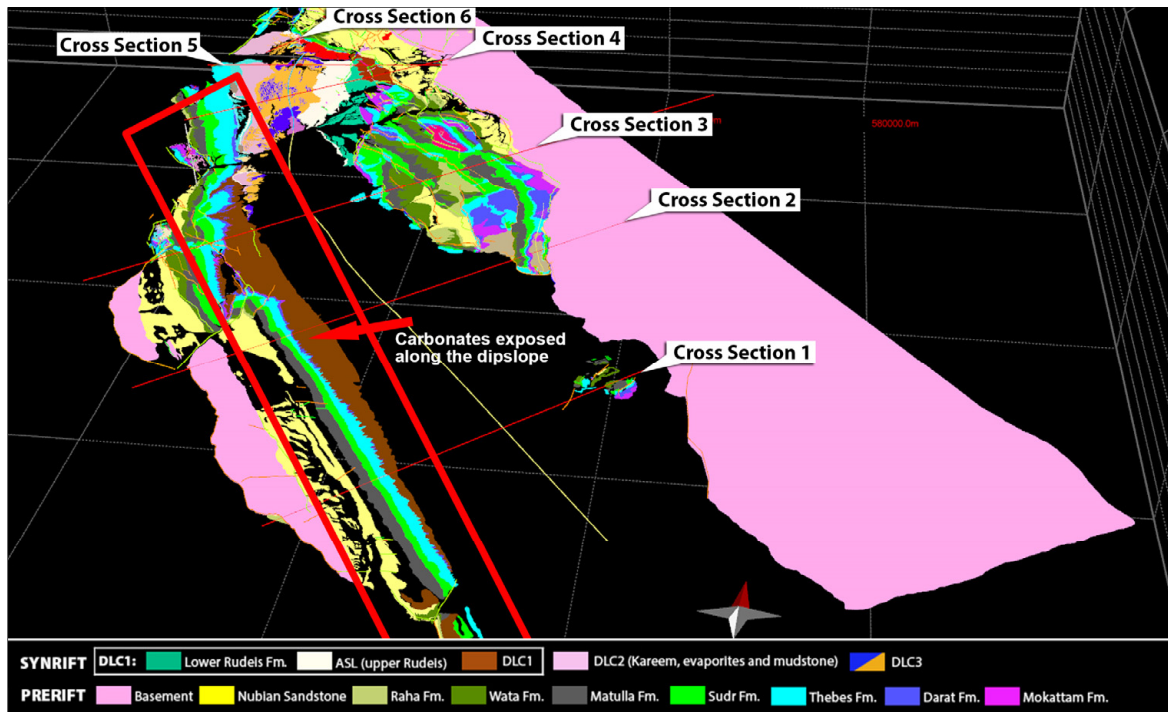 Cross Section 6
Cross Section 5
Cross Section 4
580000.0m
Cross Section 3
Cross Section 2
Carbonates exposed
along the dipslope
Cross Section 1
SYNRIFT DLC1: Lower Rudeis Fm. ASL (upper Rudeis) DLC1 DLC2 (Kareem, evaporites and mudstone) DLC3
PRERIFT Basement Nubian Sandstone Raha Fm. Wata Fm. Matulla Fm. Sudr Fm. Thebes Fm. Darat Fm. Mokattam Fm.